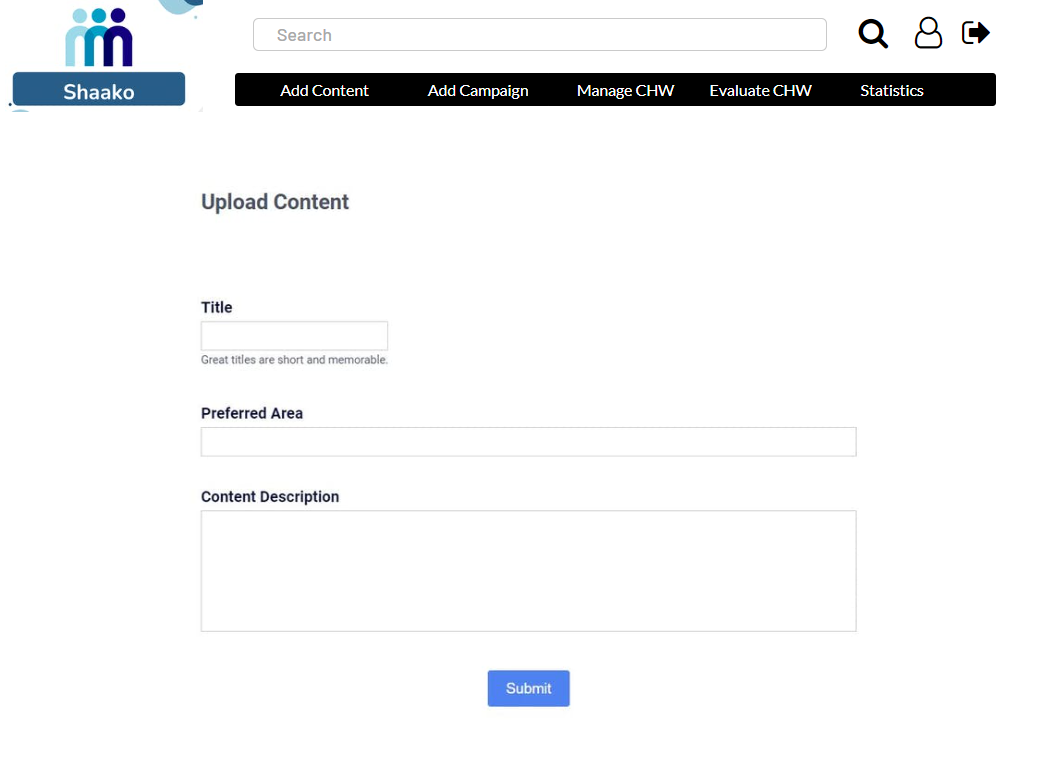 Shaako
Search
Add Content Add Campaign Manage CHW Evaluate CHW Statistics
Upload Content
Title
Great titles are short and memorable.
Preferred Area
Content Description
Submit